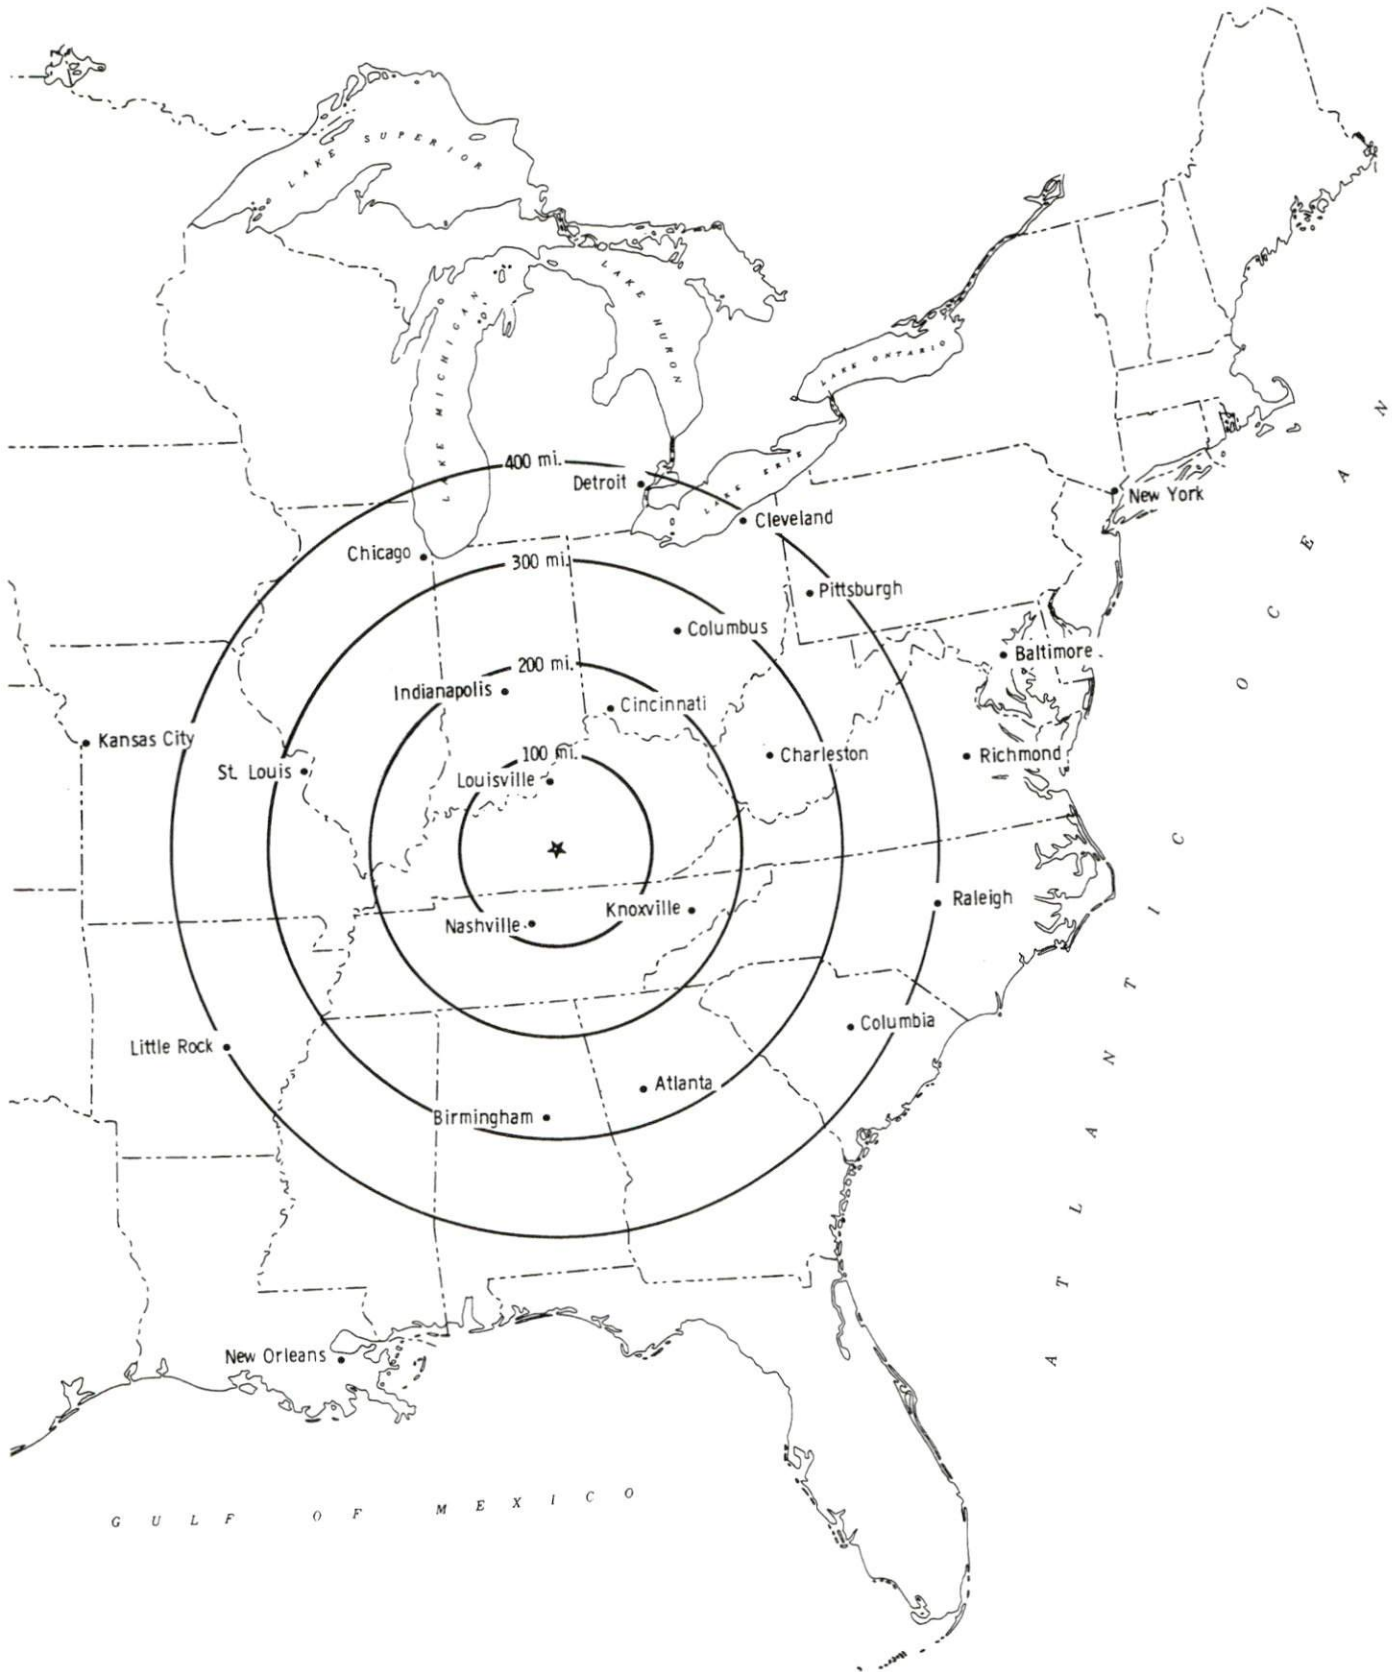 LAKE SUPERIOR
LAKE MICHIGAN
LAKE HURON
LAKE ONTARIO
LAKE ERIE
400 mi.
Detroit
New York
Cleveland
Chicago
300 mi.
Pittsburgh
Columbus
Baltimore
200 mi.
Indianapolis
Cincinnati
Kansas City
100 mi.
Charleston
Richmond
St. Louis
Louisville
Raleigh
Knoxville
Nashville
Columbia
Little Rock
Atlanta
Birmingham
New Orleans
GULF OF MEXICO
ATLANTIC OCEAN